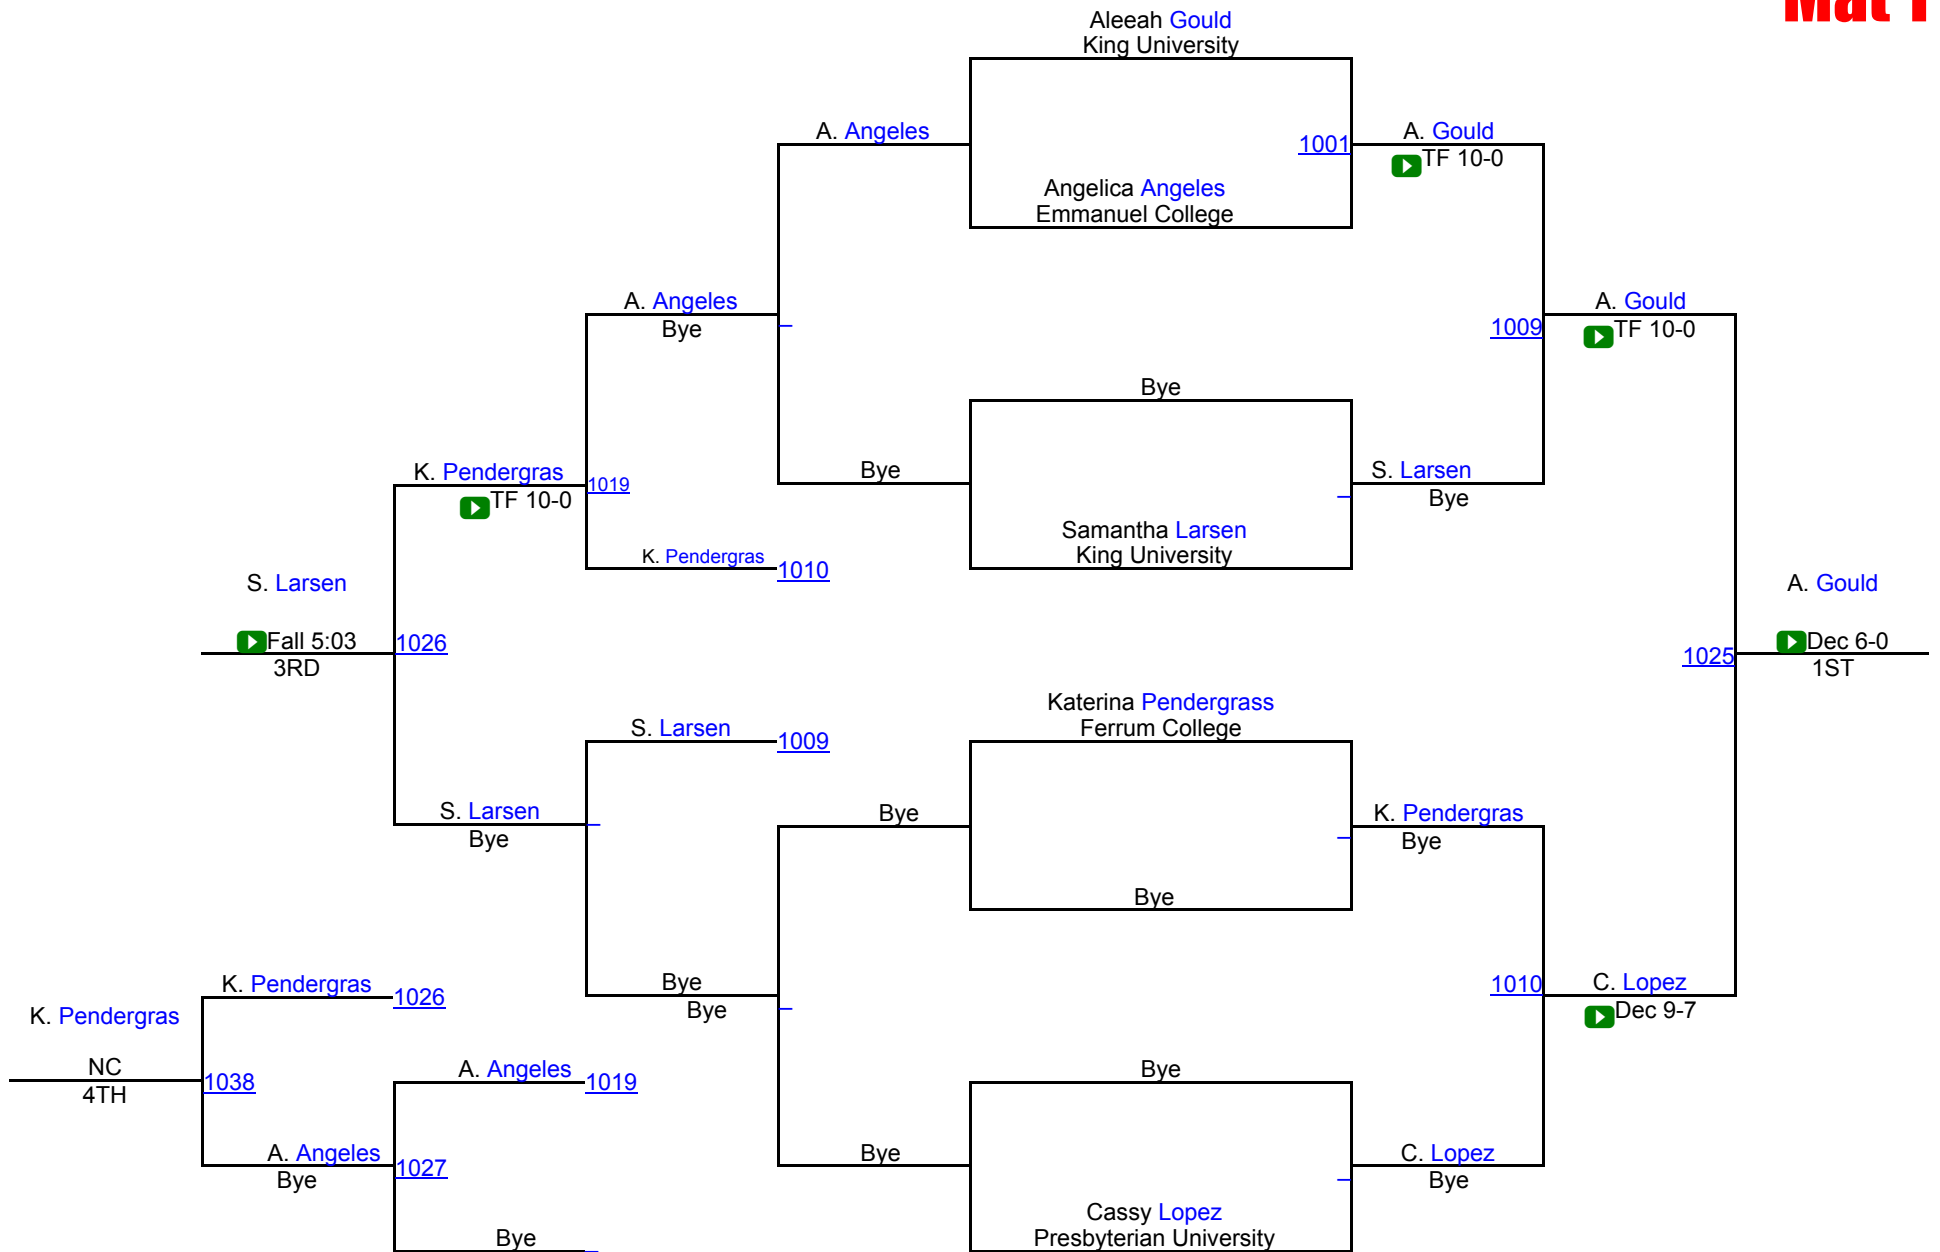 Mat 1
Aleeah Gould
King University
A. Angeles
1001
A. Gould
TF 10-0
Angelica Angeles
Emmanuel College
A. Angeles
Bye
1009
A. Gould
TF 10-0
Bye
K. Pendergras
TF 10-0
1019
Bye
S. Larsen
Bye
Samantha Larsen
King University
K. Pendergras
1010
S. Larsen
Fall 5:03
3RD
1026
A. Gould
Dec 6-0
1ST
1025
Katerina Pendergrass
Ferrum College
S. Larsen
1009
S. Larsen
Bye
Bye
K. Pendergras
Bye
Bye
K. Pendergras
1026
Bye
Bye
1010
C. Lopez
Dec 9-7
K. Pendergras
NC
4TH
1038
A. Angeles
1019
Bye
A. Angeles
Bye
1027
Bye
C. Lopez
Bye
Cassy Lopez
Presbyterian University
Bye